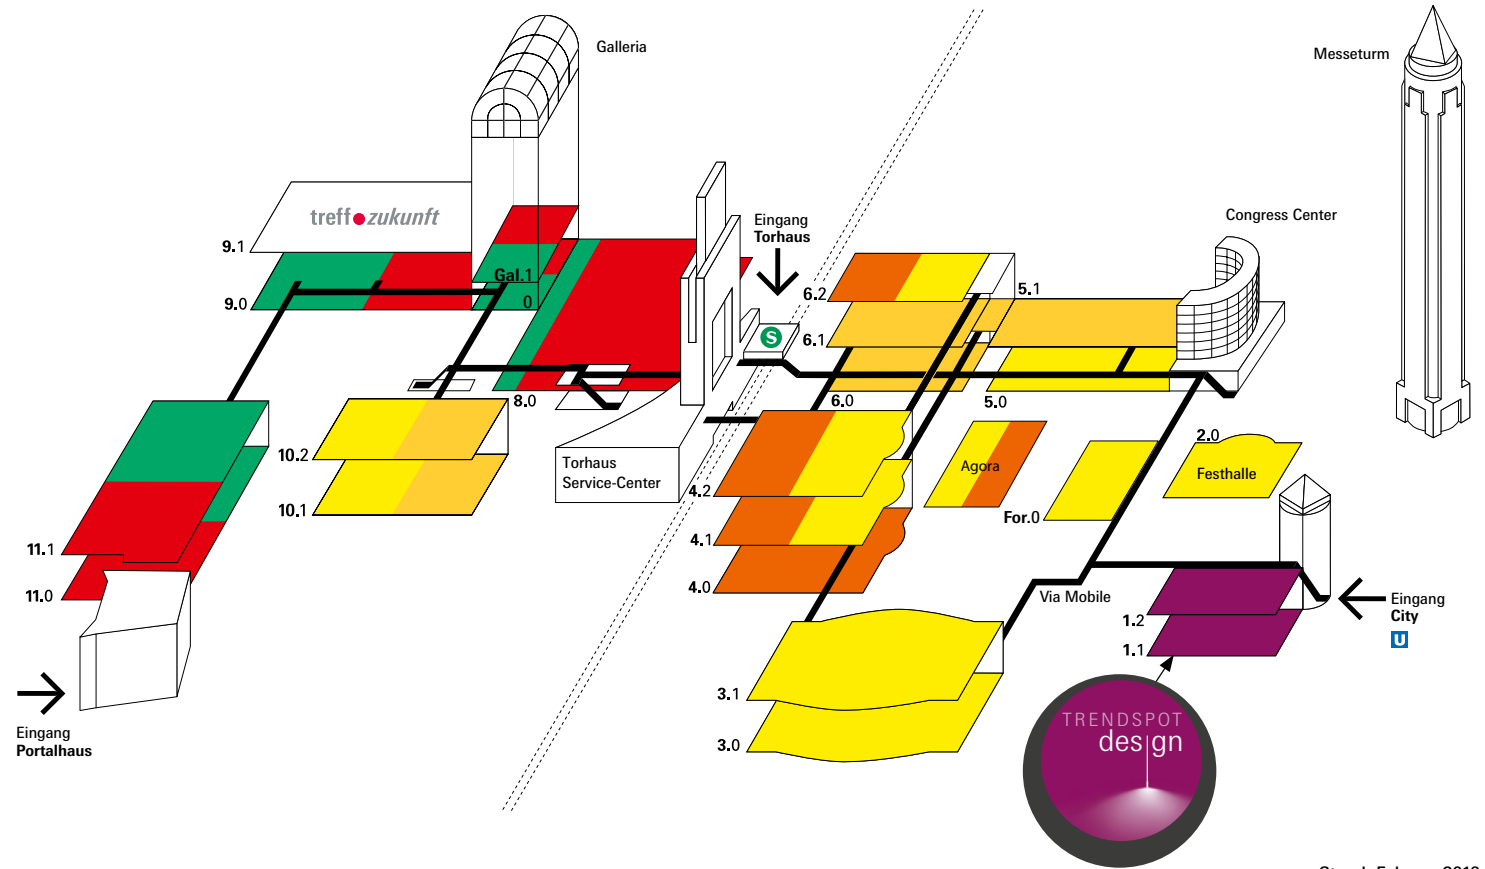 Galleria
Messeturm
treff●zukunft
9.1
Eingang
Torhaus
Congress Center
Gal.1
0
9.0
6.2
5.1
S
6.1
8.0
6.0
5.0
10.2
Torhaus
Service-Center
Agora
2.0
Festhalle
4.2
10.1
For.0
11.1
4.1
11.0
4.0
Via Mobile
Eingang
City
U
1.2
1.1
3.1
Eingang
Portalhaus
3.0
TRENDSPOT
design